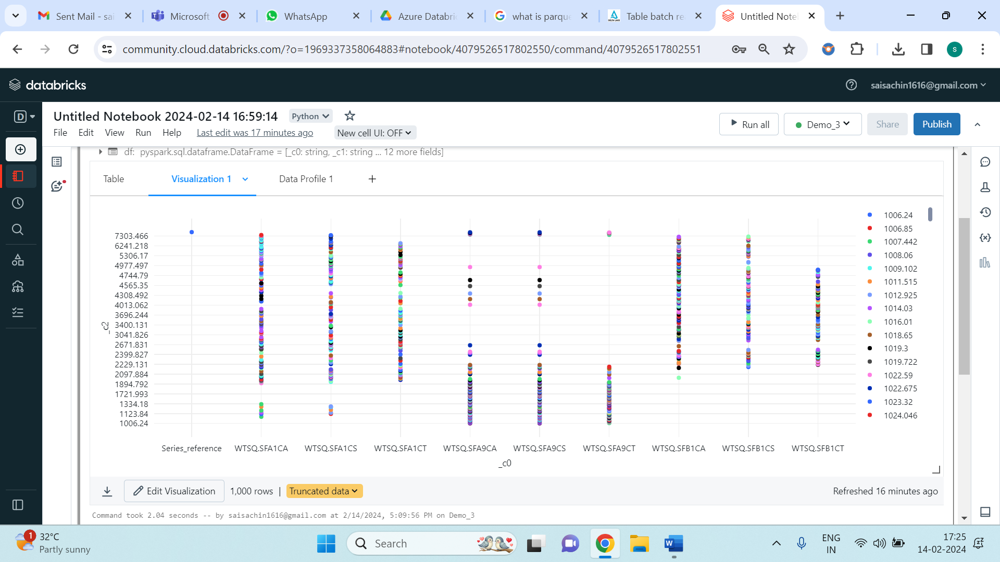 Sent Mail - sai
Microsoft
WhatsApp
Azure Databri
what is parque
Table batch re
Untitled Note
community.cloud.databricks.com/?o=1969337358064883#notebook/4079526517802550/command/4079526517802551
S
databricks
saisachin1616@gmail.com
D
Untitled Notebook 2024-02-14 16:59:14
Python
File Edit View Run Help Last edit was 17 minutes ago New cell UI: OFF
Run all
Demo_3
Share
Publish
df: pyspark.sql.dataframe.DataFrame = [_c0: string, _c1: string ... 12 more fields]
Table
Visualization 1
Data Profile 1
+
7303.466
6241.218
5306.17
4977.497
4744.79
4565.35
4308.492
4013.062
3696.244
3400.131
3041.826
2671.831
2399.827
2229.131
2097.884
1894.792
1721.993
1334.18
1123.84
1006.24
_c2
Series_reference WTSQ.SFA1CA WTSQ.SFA1CS WTSQ.SFA1CT WTSQ.SFA9CA WTSQ.SFA9CS WTSQ.SFA9CT WTSQ.SFB1CA WTSQ.SFB1CS WTSQ.SFB1CT
_c0
1006.24
1006.85
1007.442
1008.06
1009.102
1011.515
1012.925
1014.03
1016.01
1018.65
1019.3
1019.722
1022.59
1022.675
1023.32
1024.046
Edit Visualization
1,000 rows |
Truncated data
Refreshed 16 minutes ago
Command took 2.04 seconds -- by saisachin1616@gmail.com at 2/14/2024, 5:09:56 PM on Demo_3
1
32°C
Partly sunny
Search
W
ENG
IN
17:25
14-02-2024